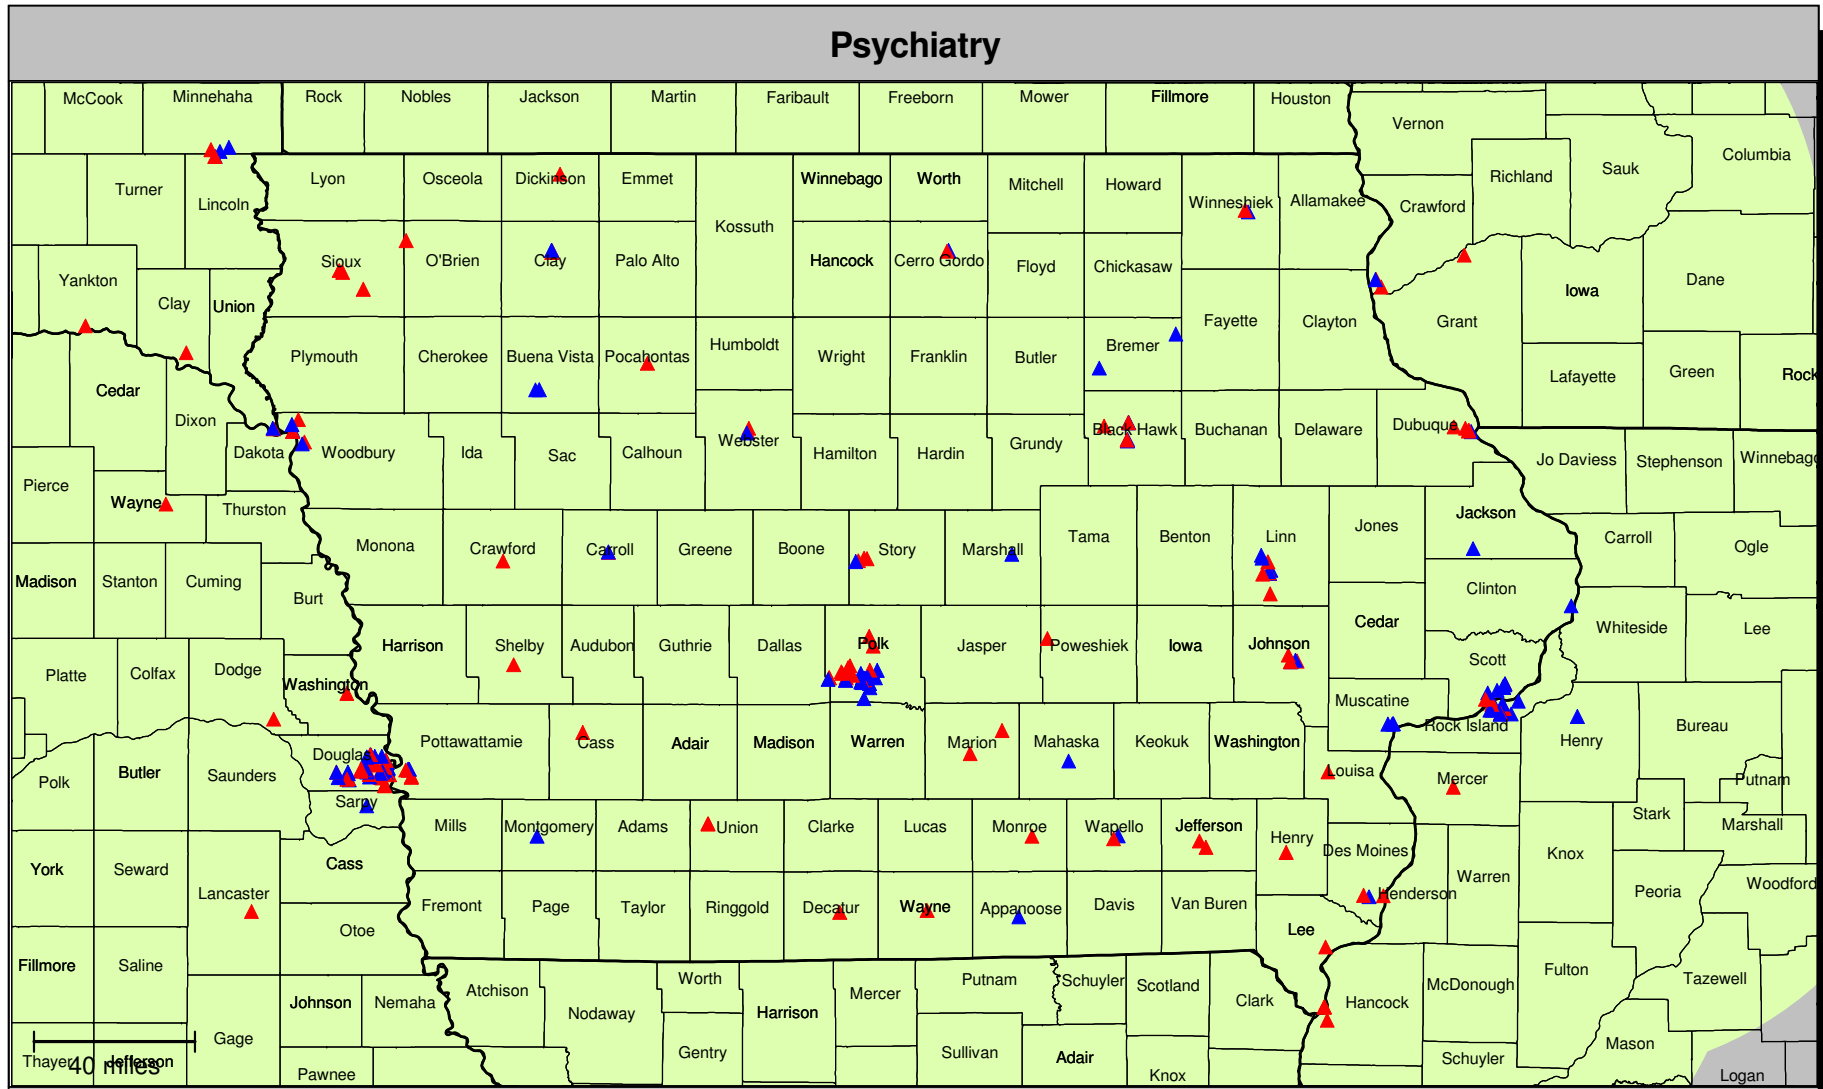 Psychiatry
McCook Minnehaha Rock Nobles Jackson Martin Faribault Freeborn Mower Fillmore Houston
Vernon
Columbia
Sauk
Richland
Turner Lyon Osceola Dickinson Emmet Winnebago Worth Mitchell Howard
Lincoln Winneshiek Allamakee Crawford
Kossuth
Yankton Sioux O'Brien Clay Palo Alto Hancock Cerro Gordo Floyd Chickasaw Dane
Clay Union Iowa
Fayette Clayton Grant
Plymouth Cherokee Buena Vista Pocahontas Humboldt Wright Franklin Butler Bremer
Cedar Lafayette Green Rock
Dixon Webster Black Hawk Buchanan Delaware Dubuque
Dakota Woodbury Ida Sac Calhoun Hamilton Hardin Grundy Jo Daviess Stephenson Winnebago
Pierce
Wayne Thurston Jackson
Monona Crawford Carroll Greene Boone Story Marshall Tama Benton Linn Jones Carroll Ogle
Madison Stanton Cuming Clinton
Burt
Harrison Shelby Audubon Guthrie Dallas Polk Jasper Poweshiek Iowa Johnson Cedar Whiteside Lee
Platte Colfax Dodge Scott
Washington Muscatine
Rock Island Bureau
Pottawattamie Cass Adair Madison Warren Marion Mahaska Keokuk Washington Henry
Douglas
Polk Butler Saunders Louisa Mercer Putnam
Sarpy
Mills Montgomery Adams Union Clarke Lucas Monroe Wapello Jefferson Henry Stark Marshall
York Seward Cass Des Moines Knox
Lancaster Warren Peoria Woodford
Fremont Page Taylor Ringgold Decatur Wayne Appanoose Davis Van Buren Henderson
Otoe Lee
Fillmore Saline Fulton Tazewell
Atchison Worth Putnam Schuyler Scotland McDonough
Johnson Nemaha Nodaway Harrison Mercer Clark Hancock
Gage Gentry Sullivan Adair Schuyler Mason
Thayer Jefferson
40 miles
Pawnee Knox Logan